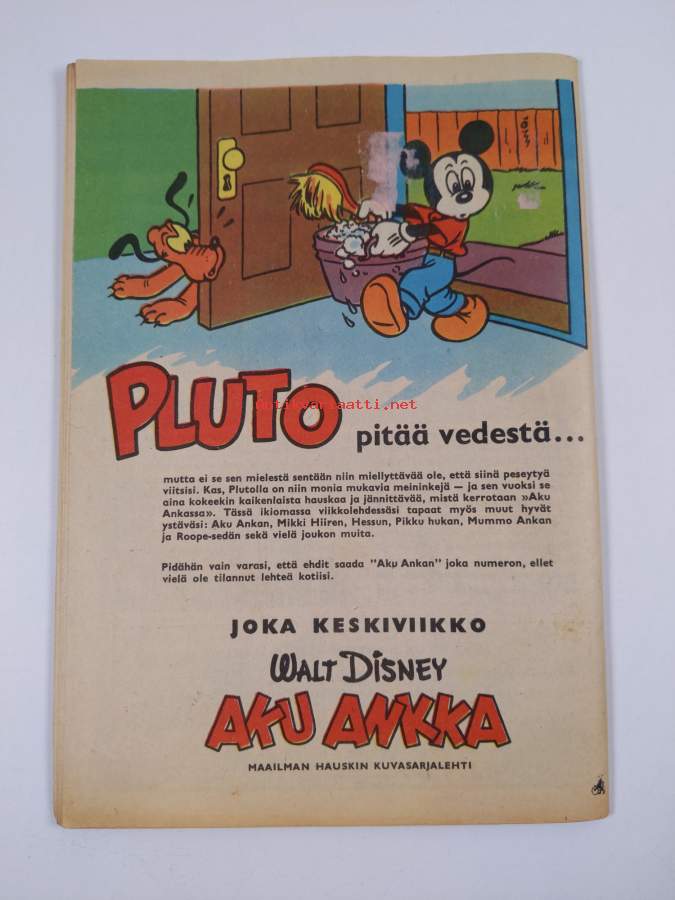 PLUTO pitää vedestä...
antikvariaatti.net
mutta ei se sen mielestä sentään niin miellyttävää ole, että siinä peseytyä
viitsisi. Kas, Plutolla on niin monia mukavia meininkejä — ja sen vuoksi se
aina kokeekin kaikenlaista hauskaa ja jännittävää, mistä kerrotaan »Aku
Ankassa». Tässä ikiomassa viikkolehdessäsi tapaat myös muut hyvät
ystäväsi: Aku Ankan, Mikki Hiiren, Hessun, Pikku hukan, Mummo Ankan
ja Roope-sedän sekä vielä joukon muita.
Pidähän vain varasi, että ehdit saada "Aku Ankan" joka numeron, ellet
vielä ole tilannut lehteä kotiisi.
JOKA KESKIVIIKKO
WALT DISNEY
AKU ANKKA
MAAILMAN HAUSKIN KUVASARJALEHTI